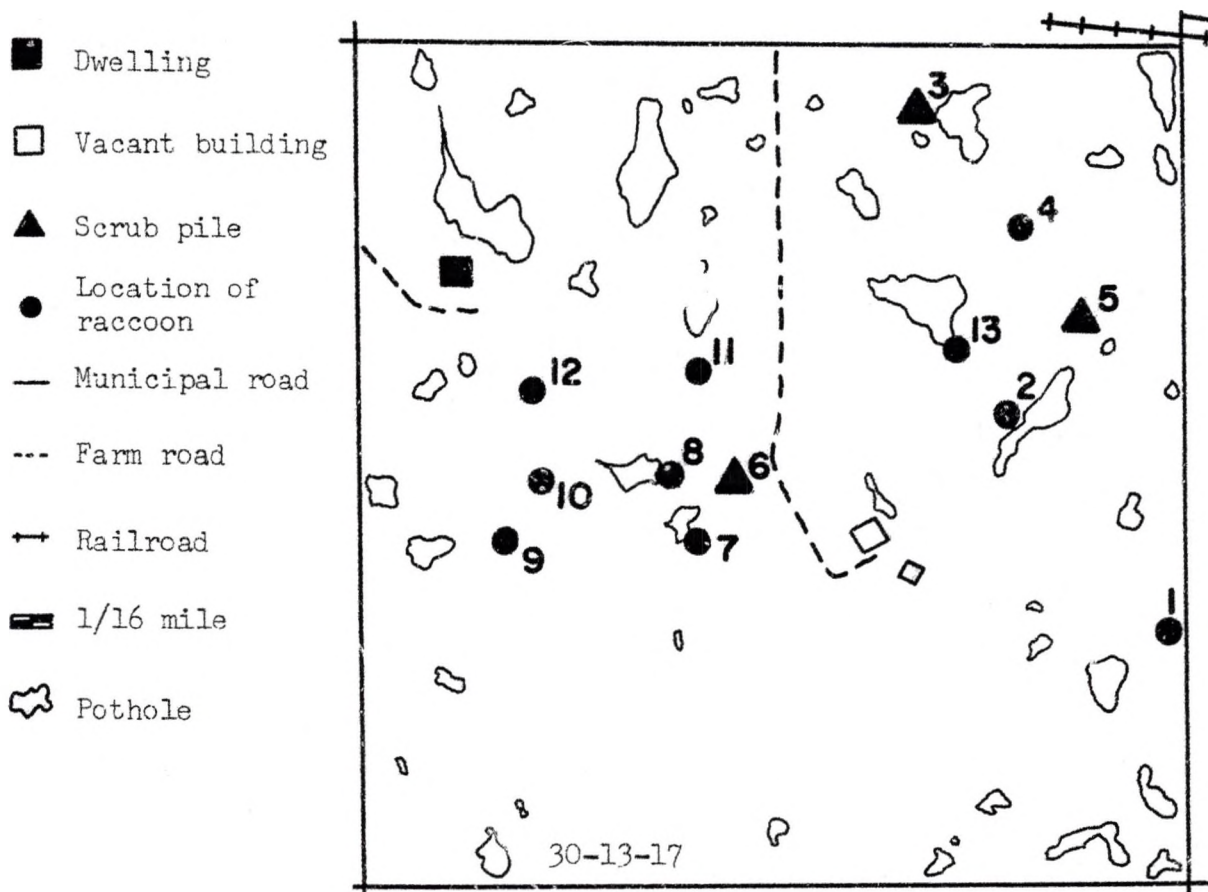 Dwelling
Vacant building
Scrub pile
Location of
raccoon
Municipal road
Farm road
Railroad
1/16 mile
Pothole
3
4
5
13
2
11
12
8
6
10
7
9
1
30-13-17